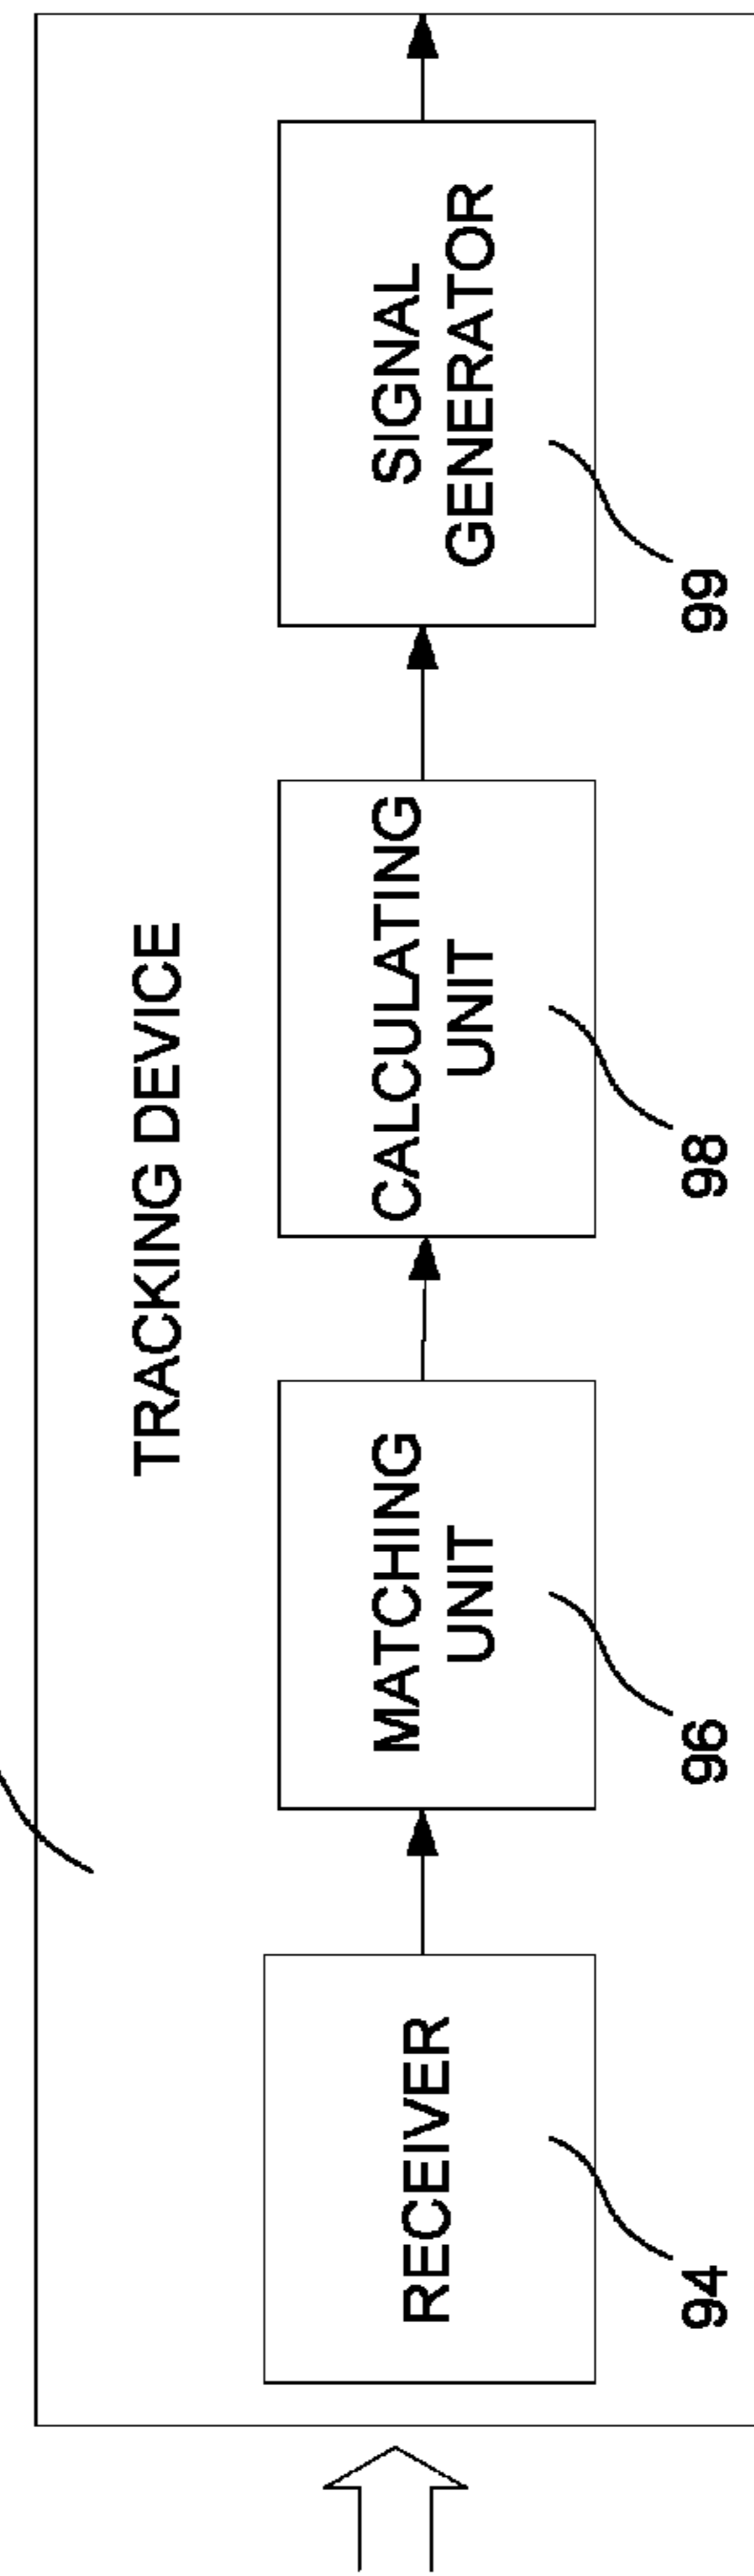 TRACKING DEVICE
RECEIVER
94
MATCHING
UNIT
96
CALCULATING
UNIT
98
SIGNAL
GENERATOR
99